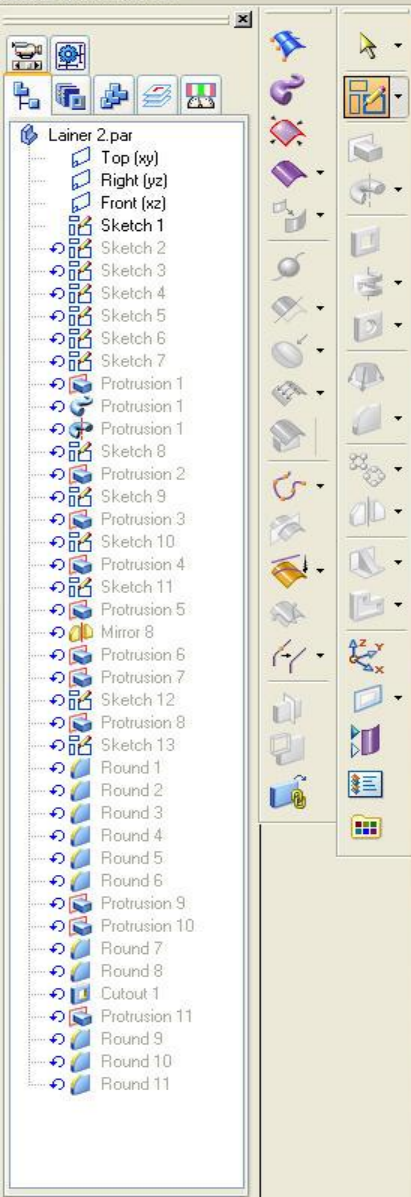 Lainer 2.par
Top (xy)
Right (yz)
Front (xz)
Sketch 1
Sketch 2
Sketch 3
Sketch 4
Sketch 5
Sketch 6
Sketch 7
Protrusion 1
Protrusion 1
Protrusion 1
Sketch 8
Protrusion 2
Sketch 9
Protrusion 3
Sketch 10
Protrusion 4
Sketch 11
Protrusion 5
Mirror 8
Protrusion 6
Protrusion 7
Sketch 12
Protrusion 8
Sketch 13
Round 1
Round 2
Round 3
Round 4
Round 5
Round 6
Protrusion 9
Protrusion 10
Round 7
Round 8
Cutout 1
Protrusion 11
Round 9
Round 10
Round 11
z
y
x